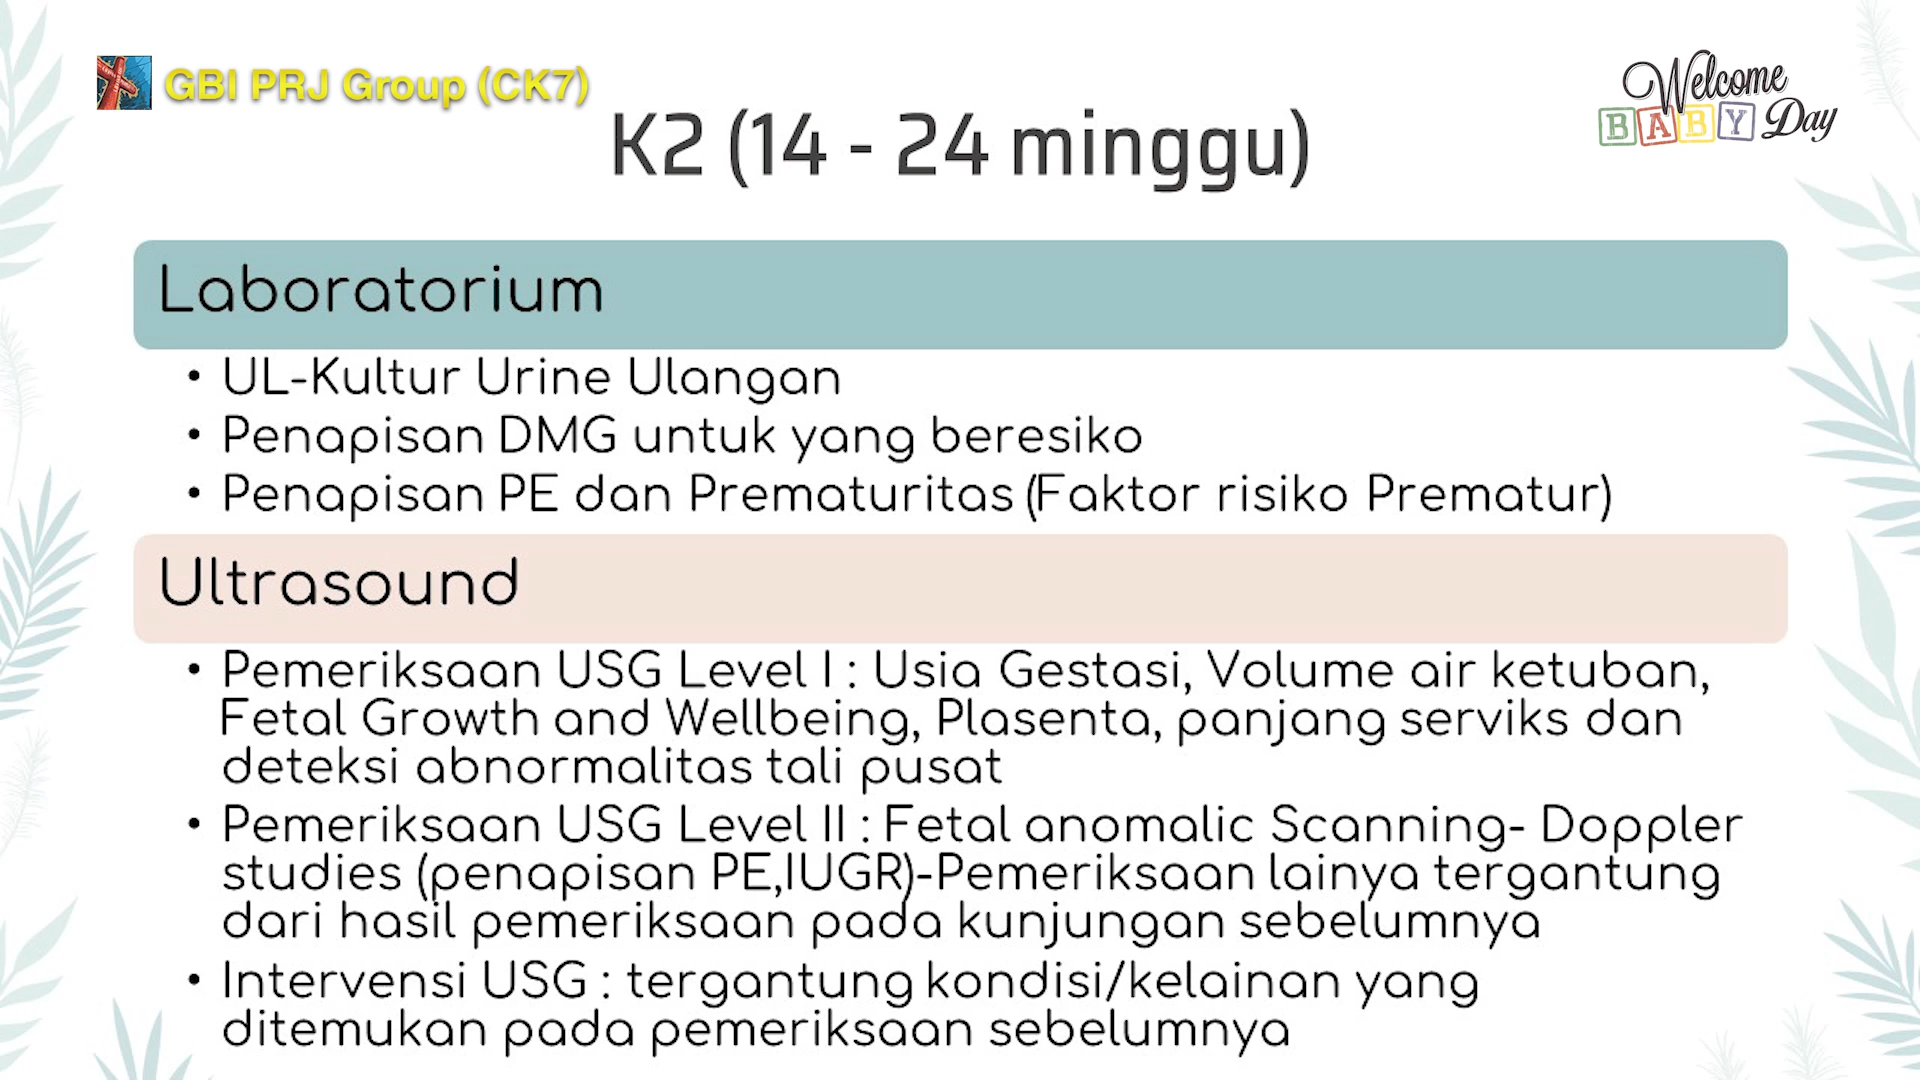 GBI PRJ Group (CK7)
Welcome
BABY Day
K2 (14 - 24 minggu)
Laboratorium
• UL-Kultur Urine Ulangan
• Penapisan DMG untuk yang beresiko
• Penapisan PE dan Prematuritas (Faktor risiko Prematur)
Ultrasound
• Pemeriksaan USG Level I : Usia Gestasi, Volume air ketuban,
Fetal Growth and Wellbeing, Plasenta, panjang serviks dan
deteksi abnormalitas tali pusat
• Pemeriksaan USG Level II : Fetal anomalic Scanning- Doppler
studies (penapisan PE,IUGR)-Pemeriksaan lainya tergantung
dari hasil pemeriksaan pada kunjungan sebelumnya
• Intervensi USG : tergantung kondisi/kelainan yang
ditemukan pada pemeriksaan sebelumnya